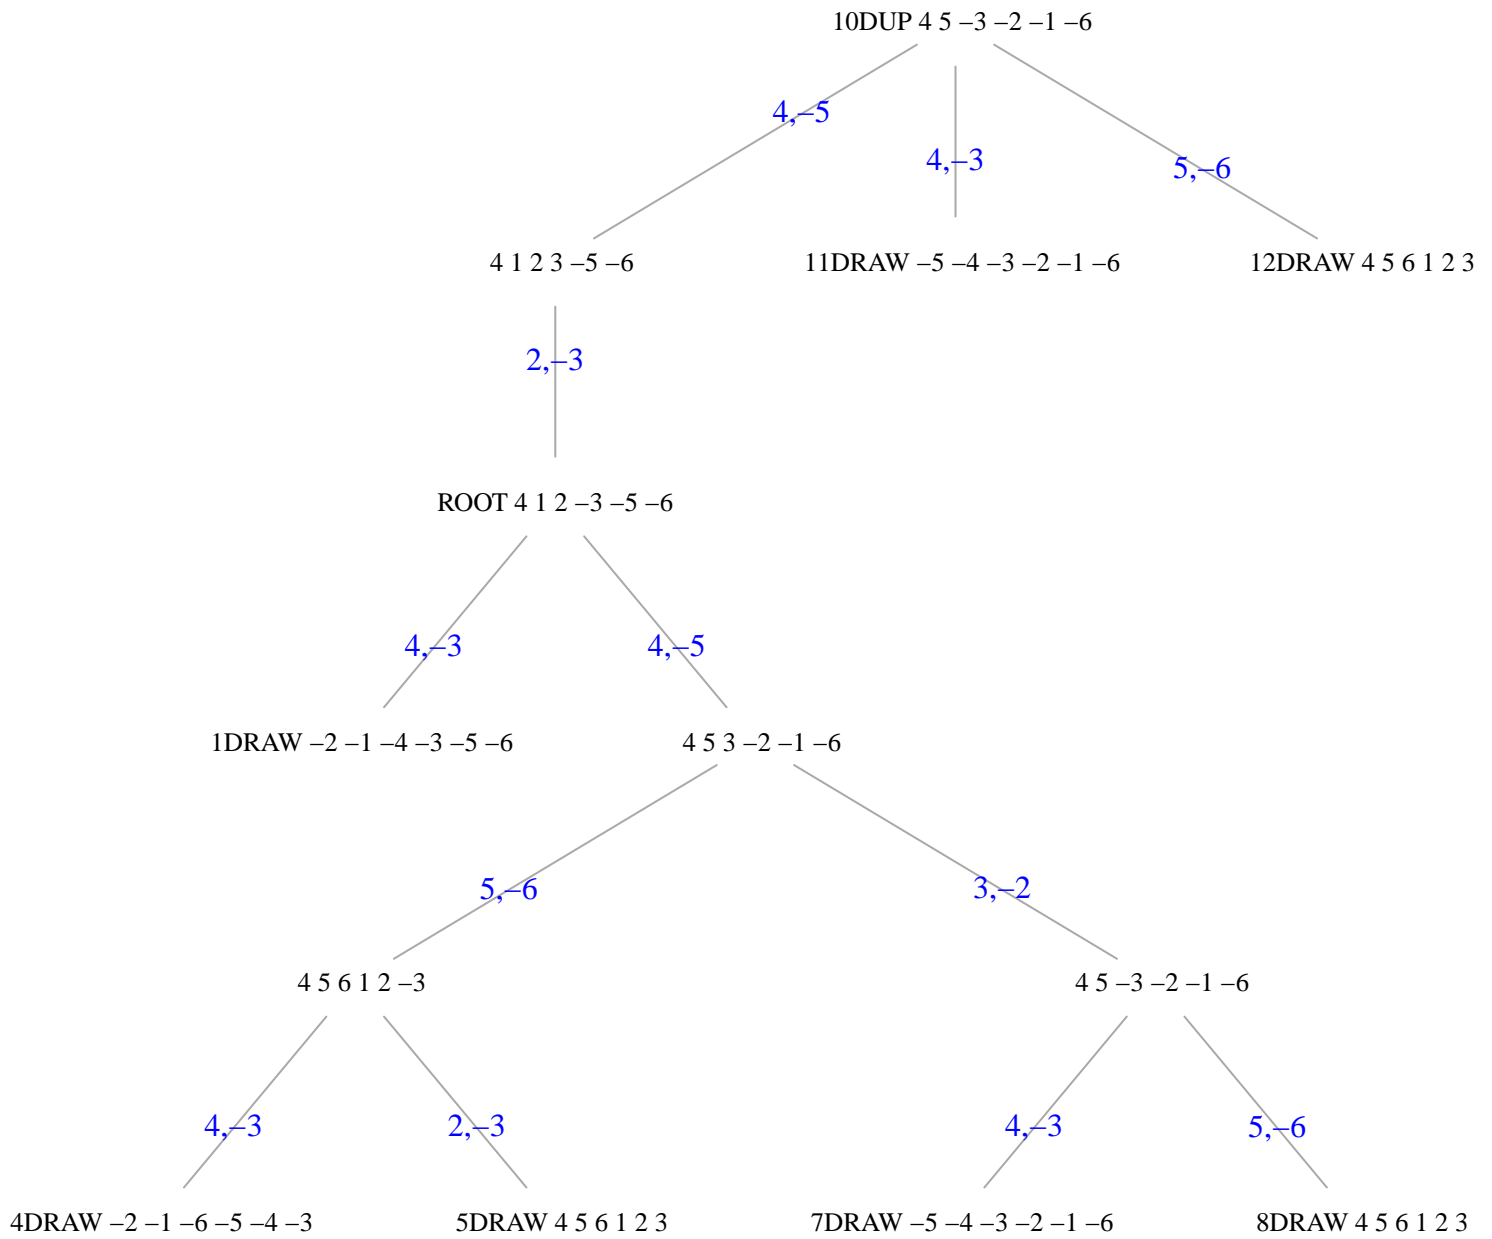 10DUP 4 5 –3 –2 –1 –6
4,–5
4,–3
5,–6
4 1 2 3 –5 –6
11DRAW –5 –4 –3 –2 –1 –6
12DRAW 4 5 6 1 2 3
2,–3
ROOT 4 1 2 –3 –5 –6
4,–3
4,–5
1DRAW –2 –1 –4 –3 –5 –6
4 5 3 –2 –1 –6
5,–6
3,–2
4 5 6 1 2 –3
4 5 –3 –2 –1 –6
4,–3
2,–3
4,–3
5,–6
4DRAW –2 –1 –6 –5 –4 –3
5DRAW 4 5 6 1 2 3
7DRAW –5 –4 –3 –2 –1 –6
8DRAW 4 5 6 1 2 3